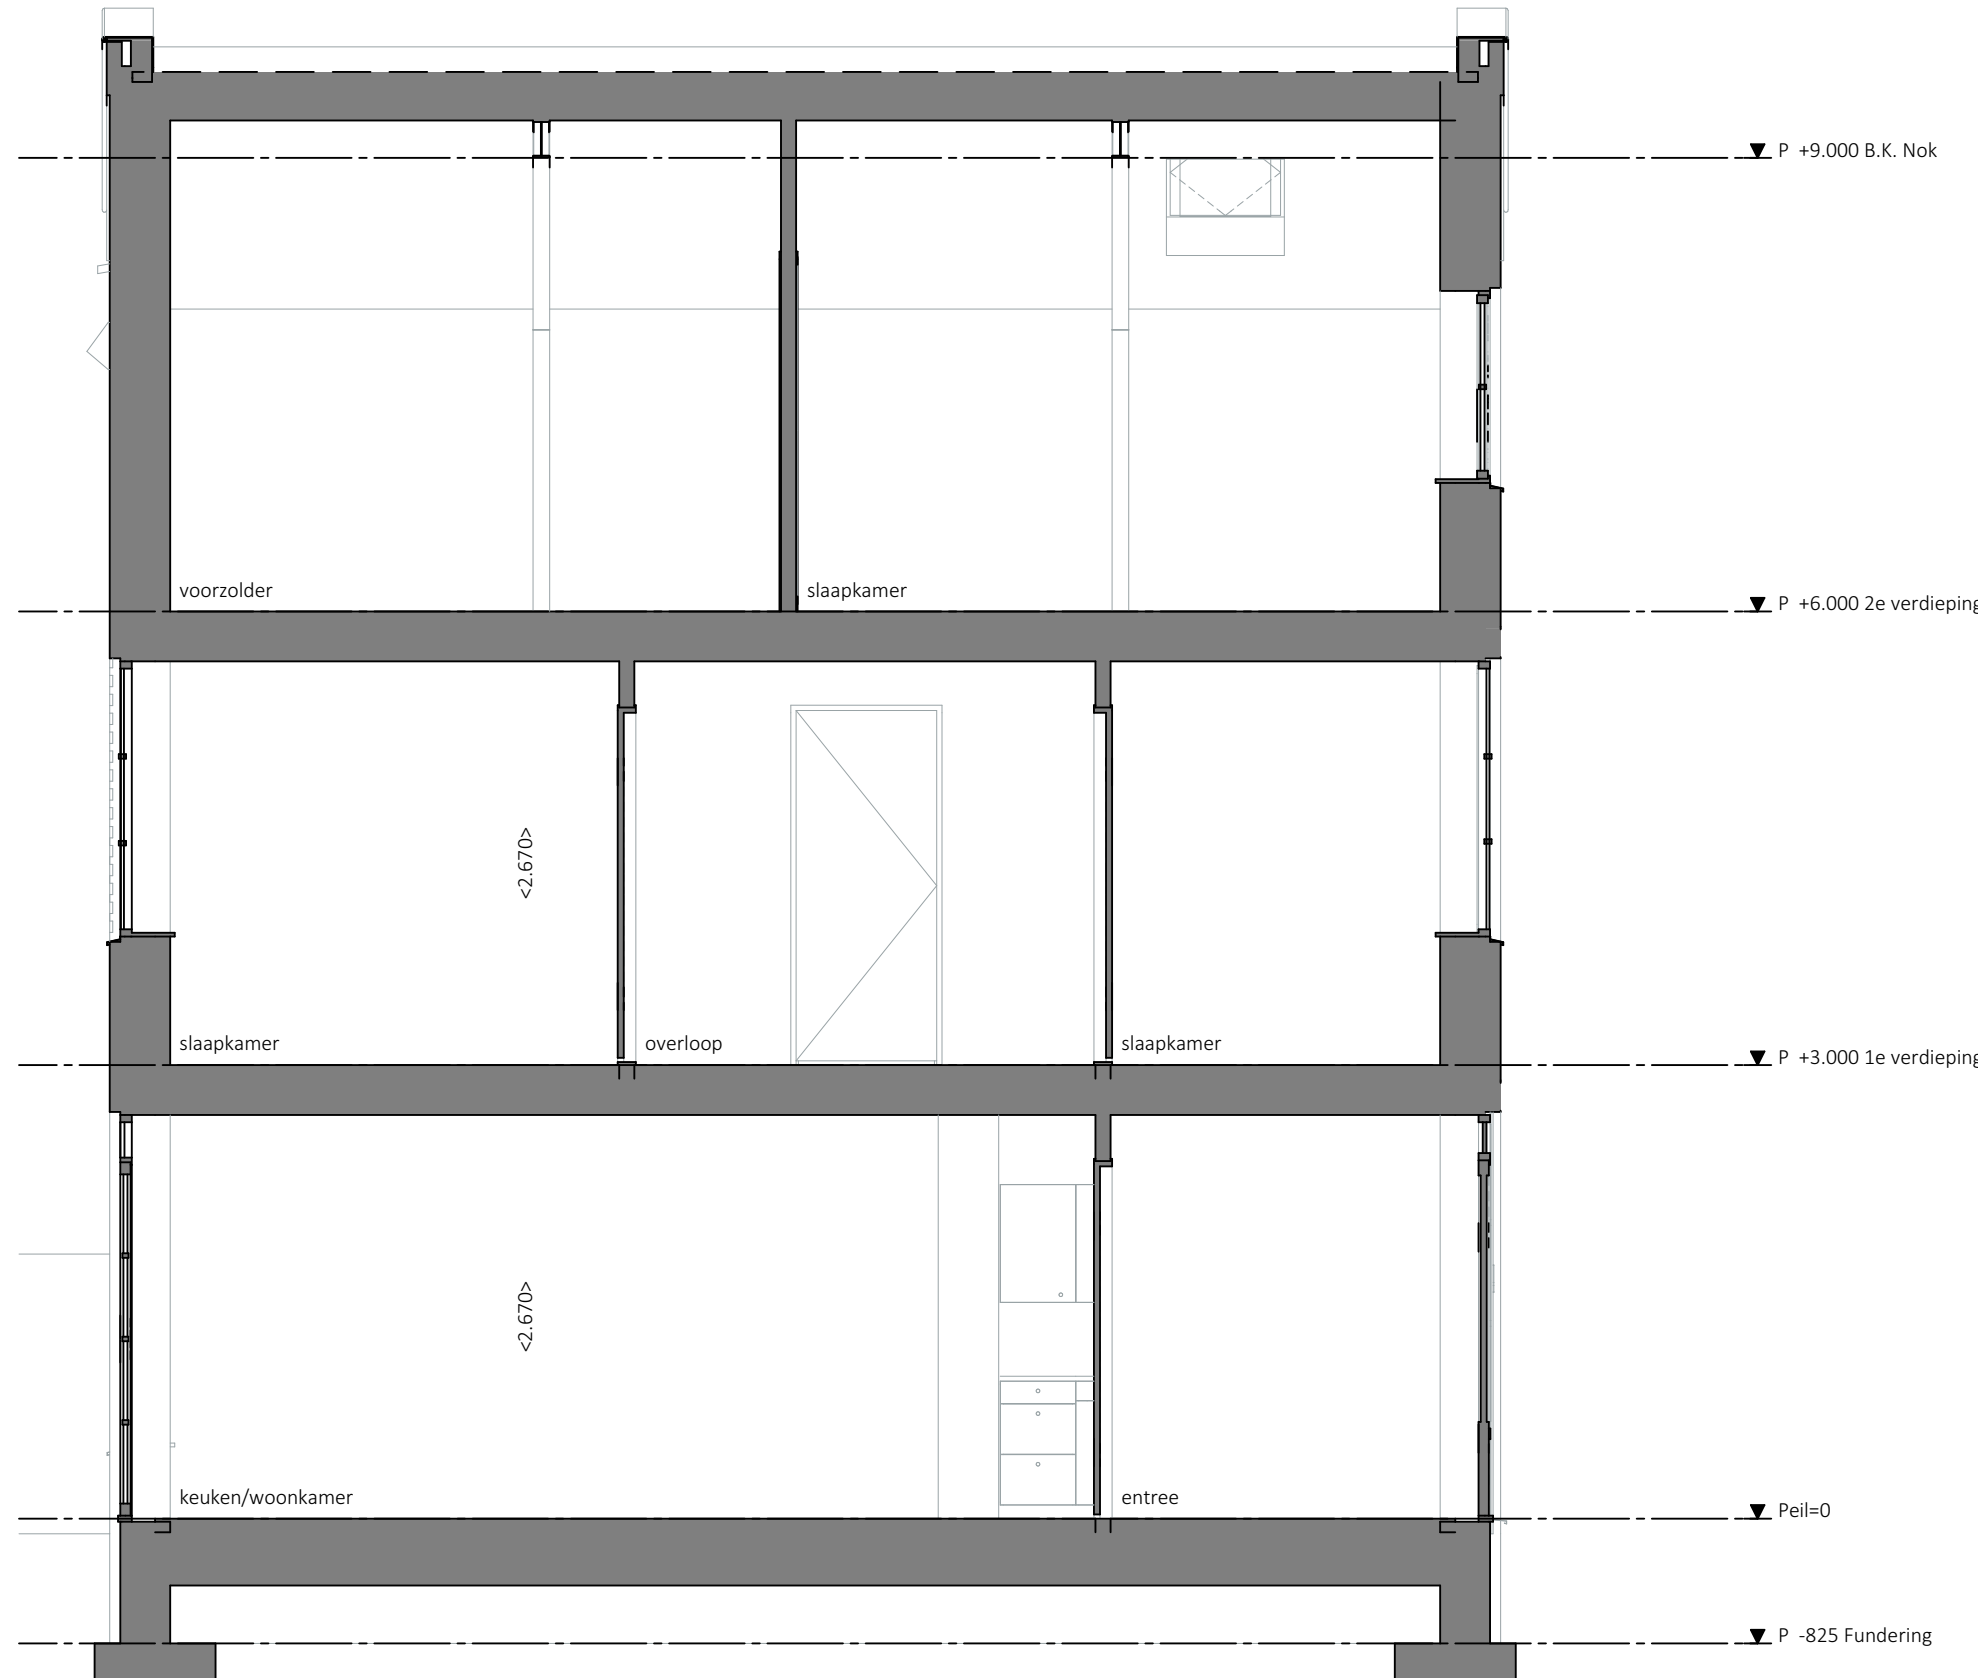 P +9.000 B.K. Nok
voorzolder
slaapkamer
P +6.000 2e verdieping
<2.670>
slaapkamer
overloop
slaapkamer
P +3.000 1e verdieping
<2.670>
keuken/woonkamer
entree
Peil=0
P -825 Fundering